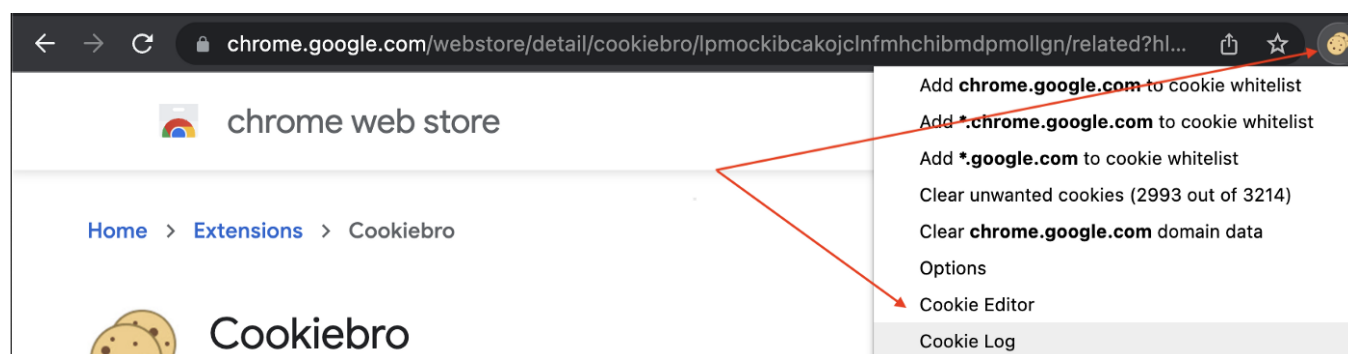 chrome.google.com/webstore/detail/cookiebro/lpmockibcakojclnfmhchibmdpmollgn/related?hl...
chrome web store
Home > Extensions > Cookiebro
Cookiebro
Add chrome.google.com to cookie whitelist
Add *.chrome.google.com to cookie whitelist
Add *.google.com to cookie whitelist
Clear unwanted cookies (2993 out of 3214)
Clear chrome.google.com domain data
Options
Cookie Editor
Cookie Log